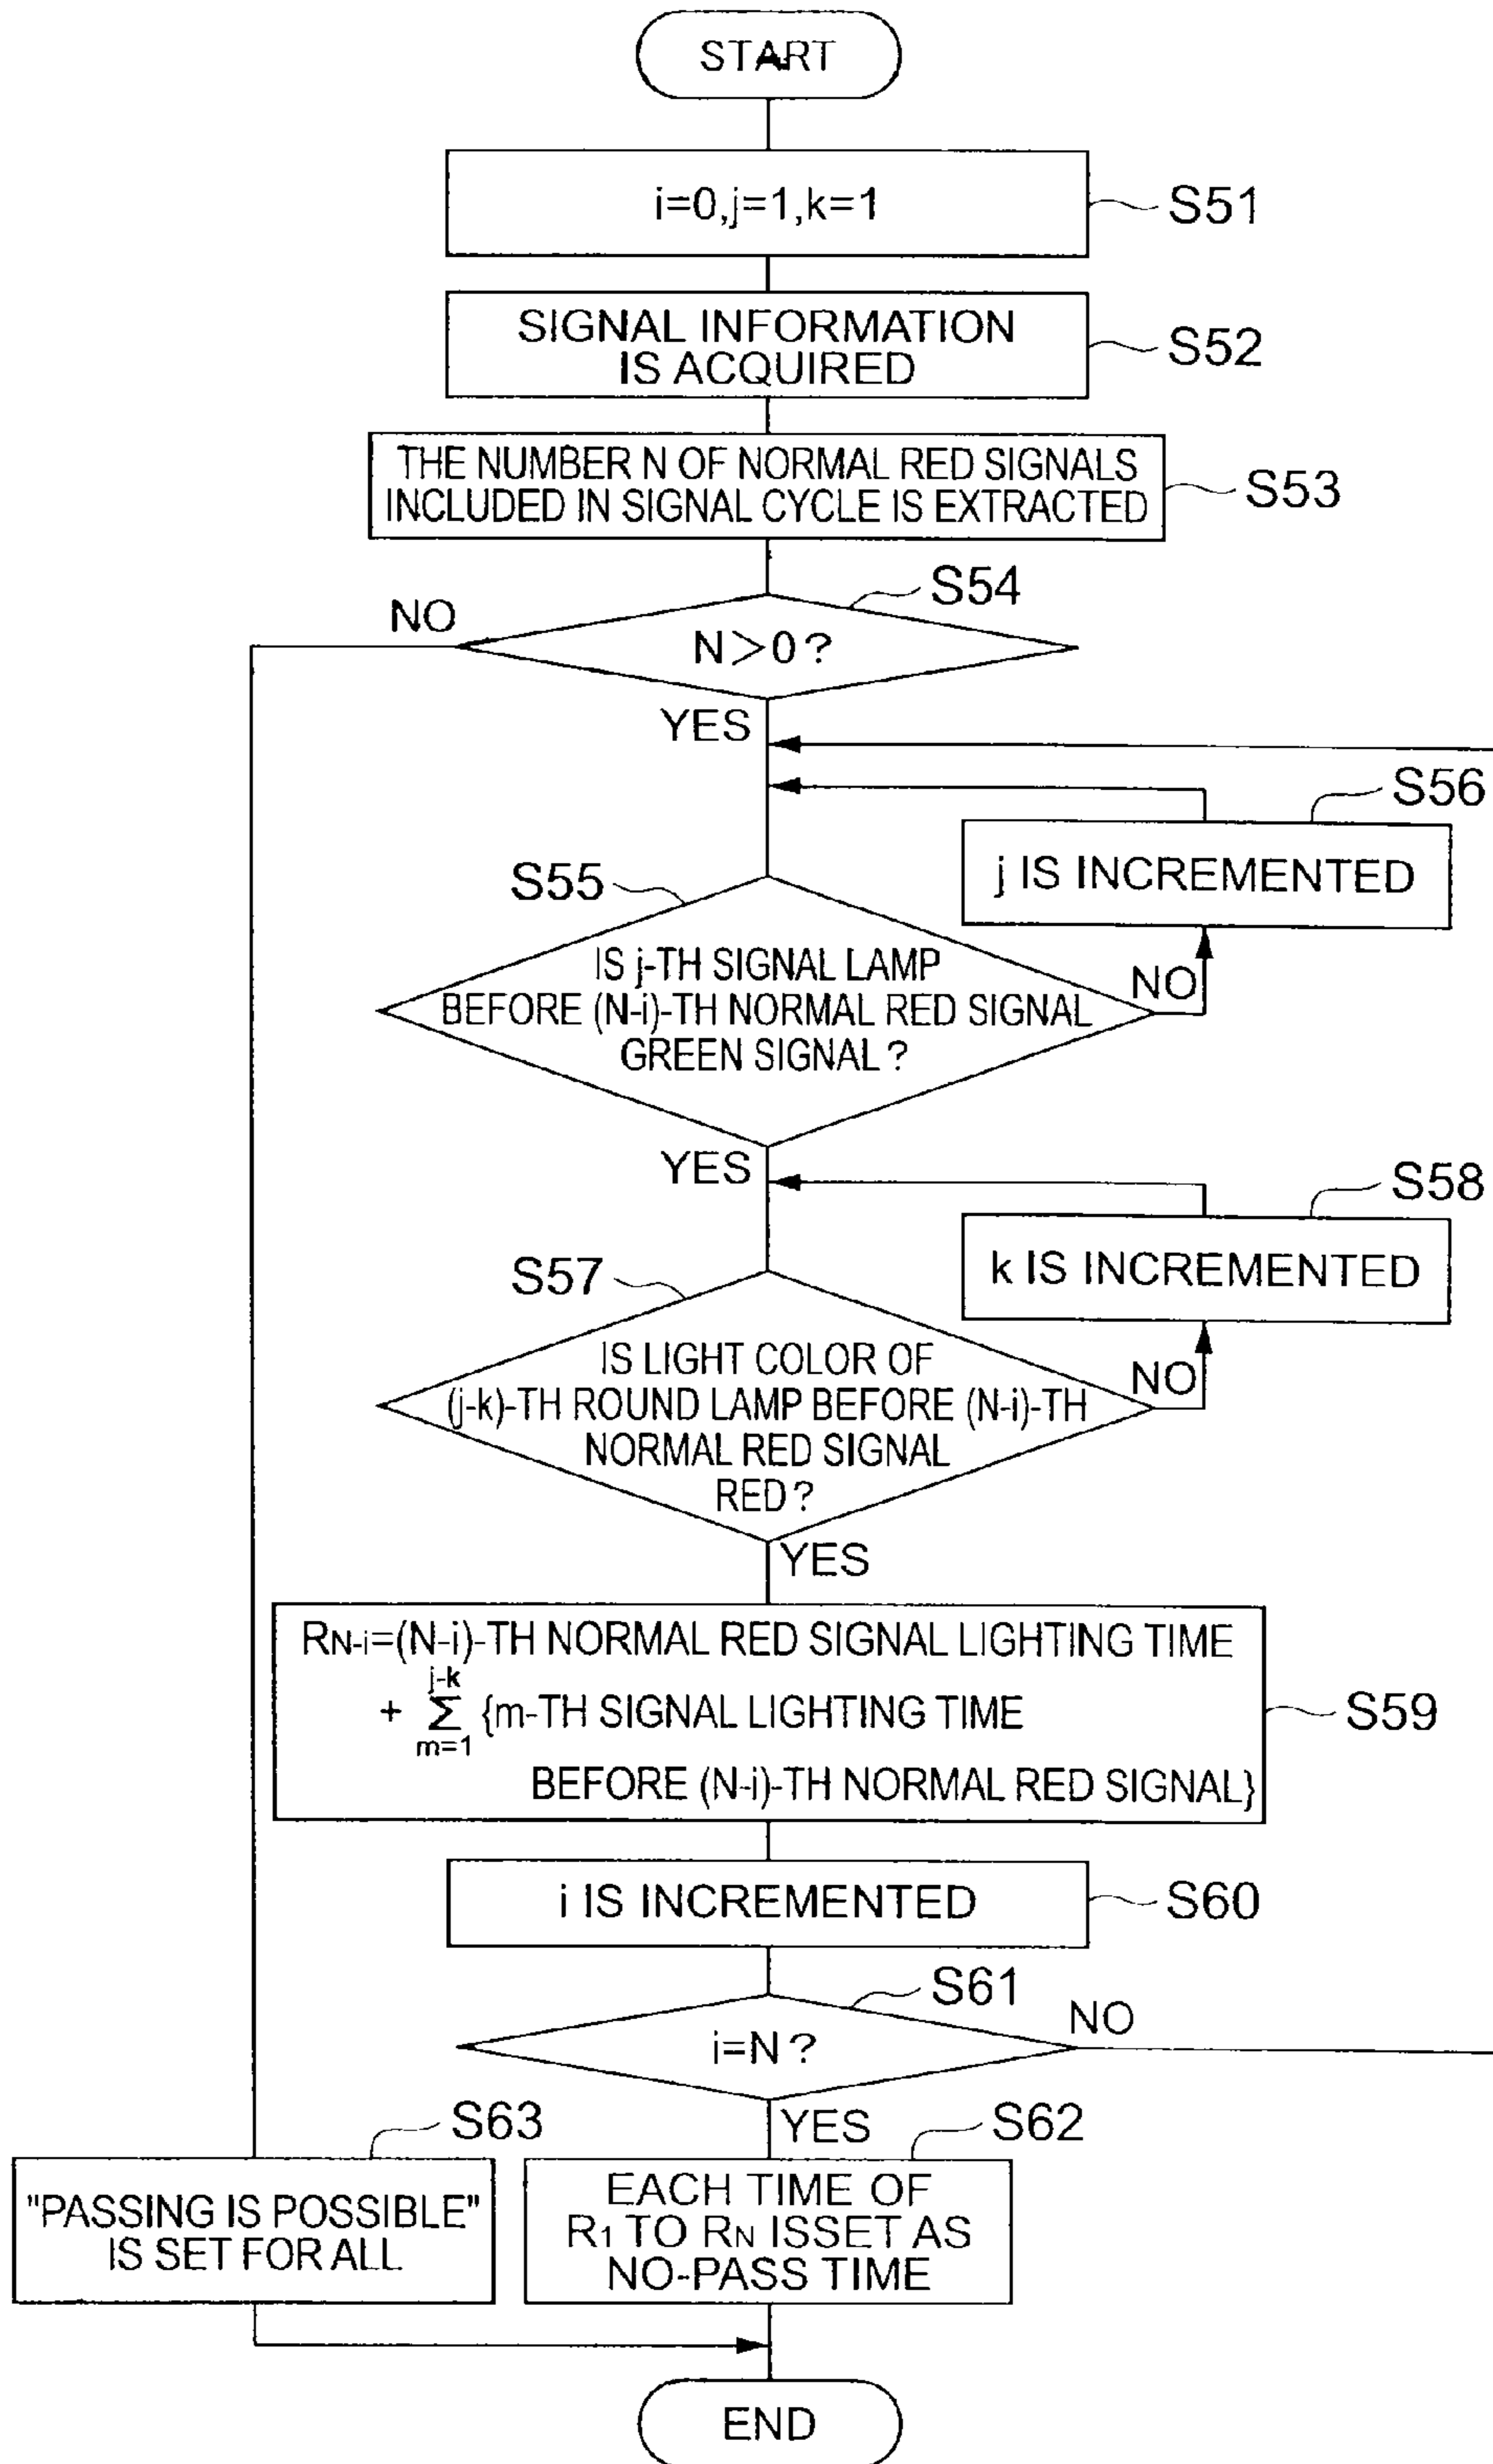 START
i=0,j=1,k=1
S51
SIGNAL INFORMATION
IS ACQUIRED
S52
THE NUMBER N OF NORMAL RED SIGNALS
INCLUDED IN SIGNAL CYCLE IS EXTRACTED
S53
S54
NO
N>0?
YES
S56
j IS INCREMENTED
S55
IS j-TH SIGNAL LAMP
BEFORE (N-i)-TH NORMAL RED SIGNAL
GREEN SIGNAL?
NO
YES
S58
k IS INCREMENTED
S57
IS LIGHT COLOR OF
(j-k)-TH ROUND LAMP BEFORE (N-i)-TH
NORMAL RED SIGNAL
RED?
NO
YES
RN-i=(N-i)-TH NORMAL RED SIGNAL LIGHTING TIME
j-k
+ Σ {m-TH SIGNAL LIGHTING TIME
m=1
BEFORE (N-i)-TH NORMAL RED SIGNAL}
S59
i IS INCREMENTED
S60
S61
i=N?
NO
YES
S63
"PASSING IS POSSIBLE"
IS SET FOR ALL
S62
EACH TIME OF
R1 TO RN ISSET AS
NO-PASS TIME
END